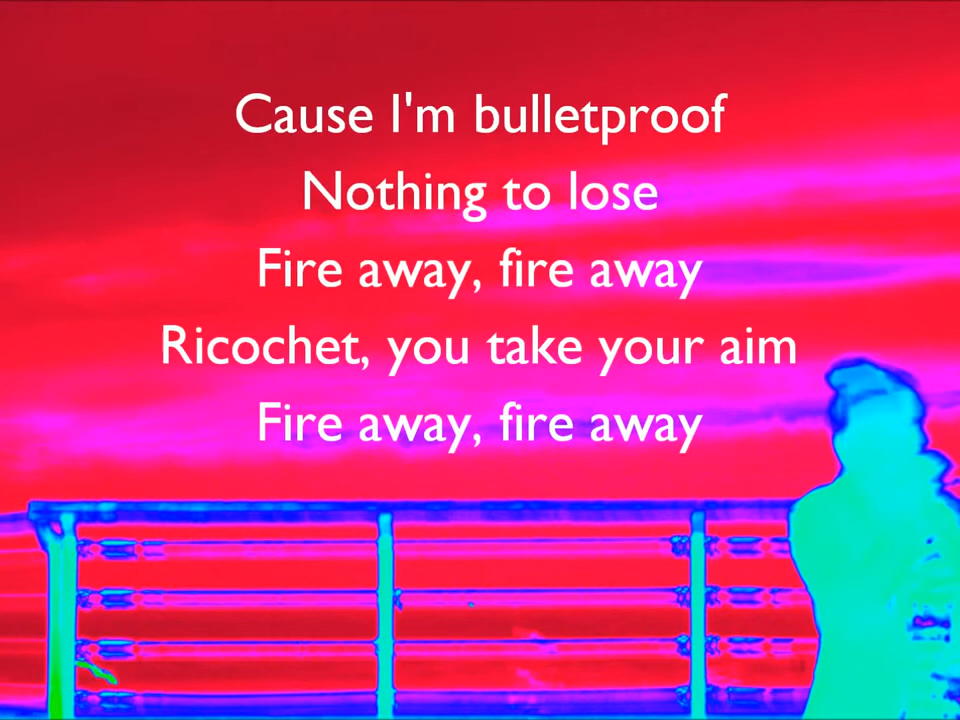 Cause I'm bulletproof
Nothing to lose
Fire away, fire away
Ricochet, you take your aim
Fire away, fire away